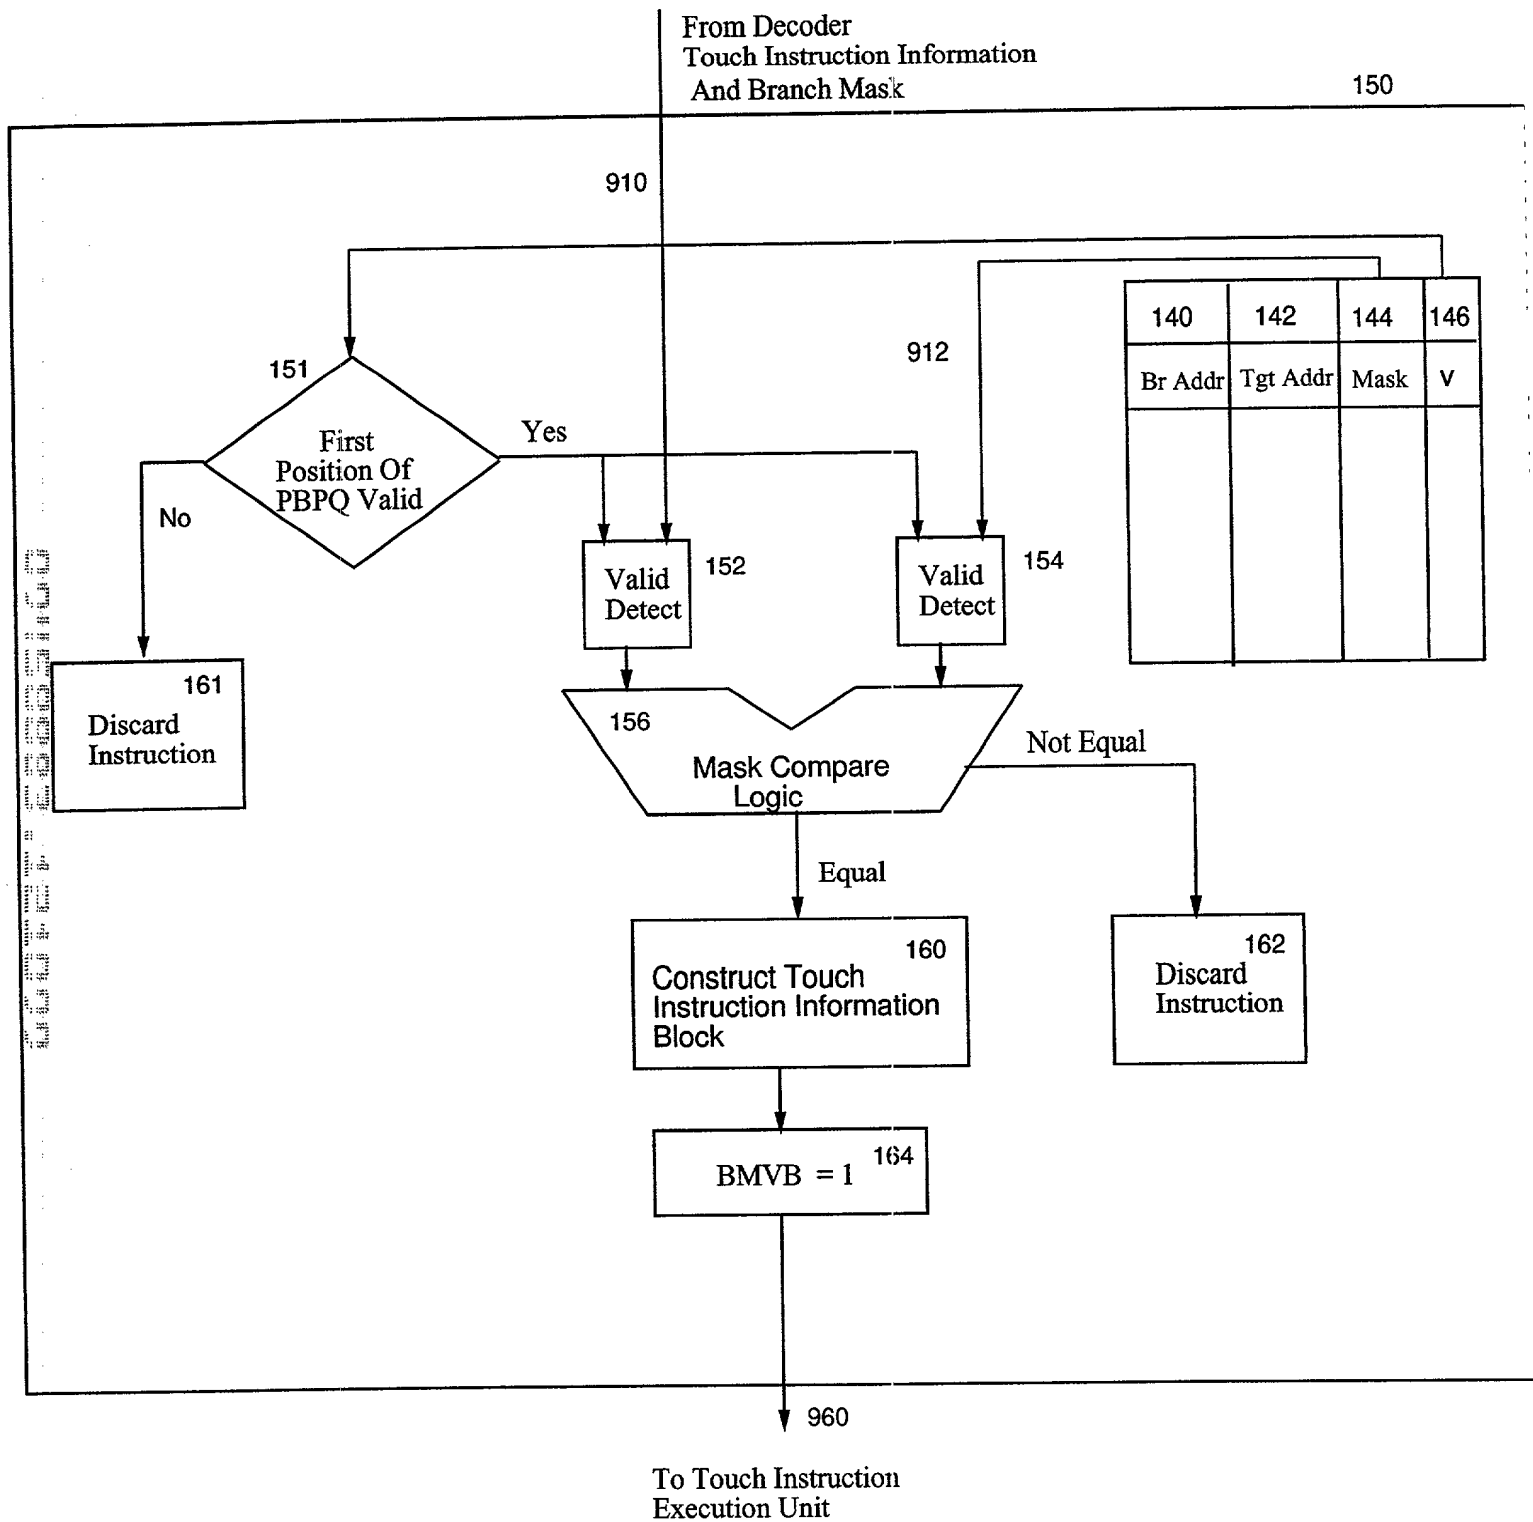 From Decoder
Touch Instruction Information
And Branch Mask
150
910
140 142 144 146
Br Addr Tgt Addr Mask V
912
151
First
Position Of
PBPQ Valid
Yes
No
Valid
Detect
152
Valid
Detect
154
161
Discard
Instruction
156
Mask Compare
Logic
Not Equal
Equal
160
Construct Touch
Instruction Information
Block
162
Discard
Instruction
BMVB = 1
164
960
To Touch Instruction
Execution Unit